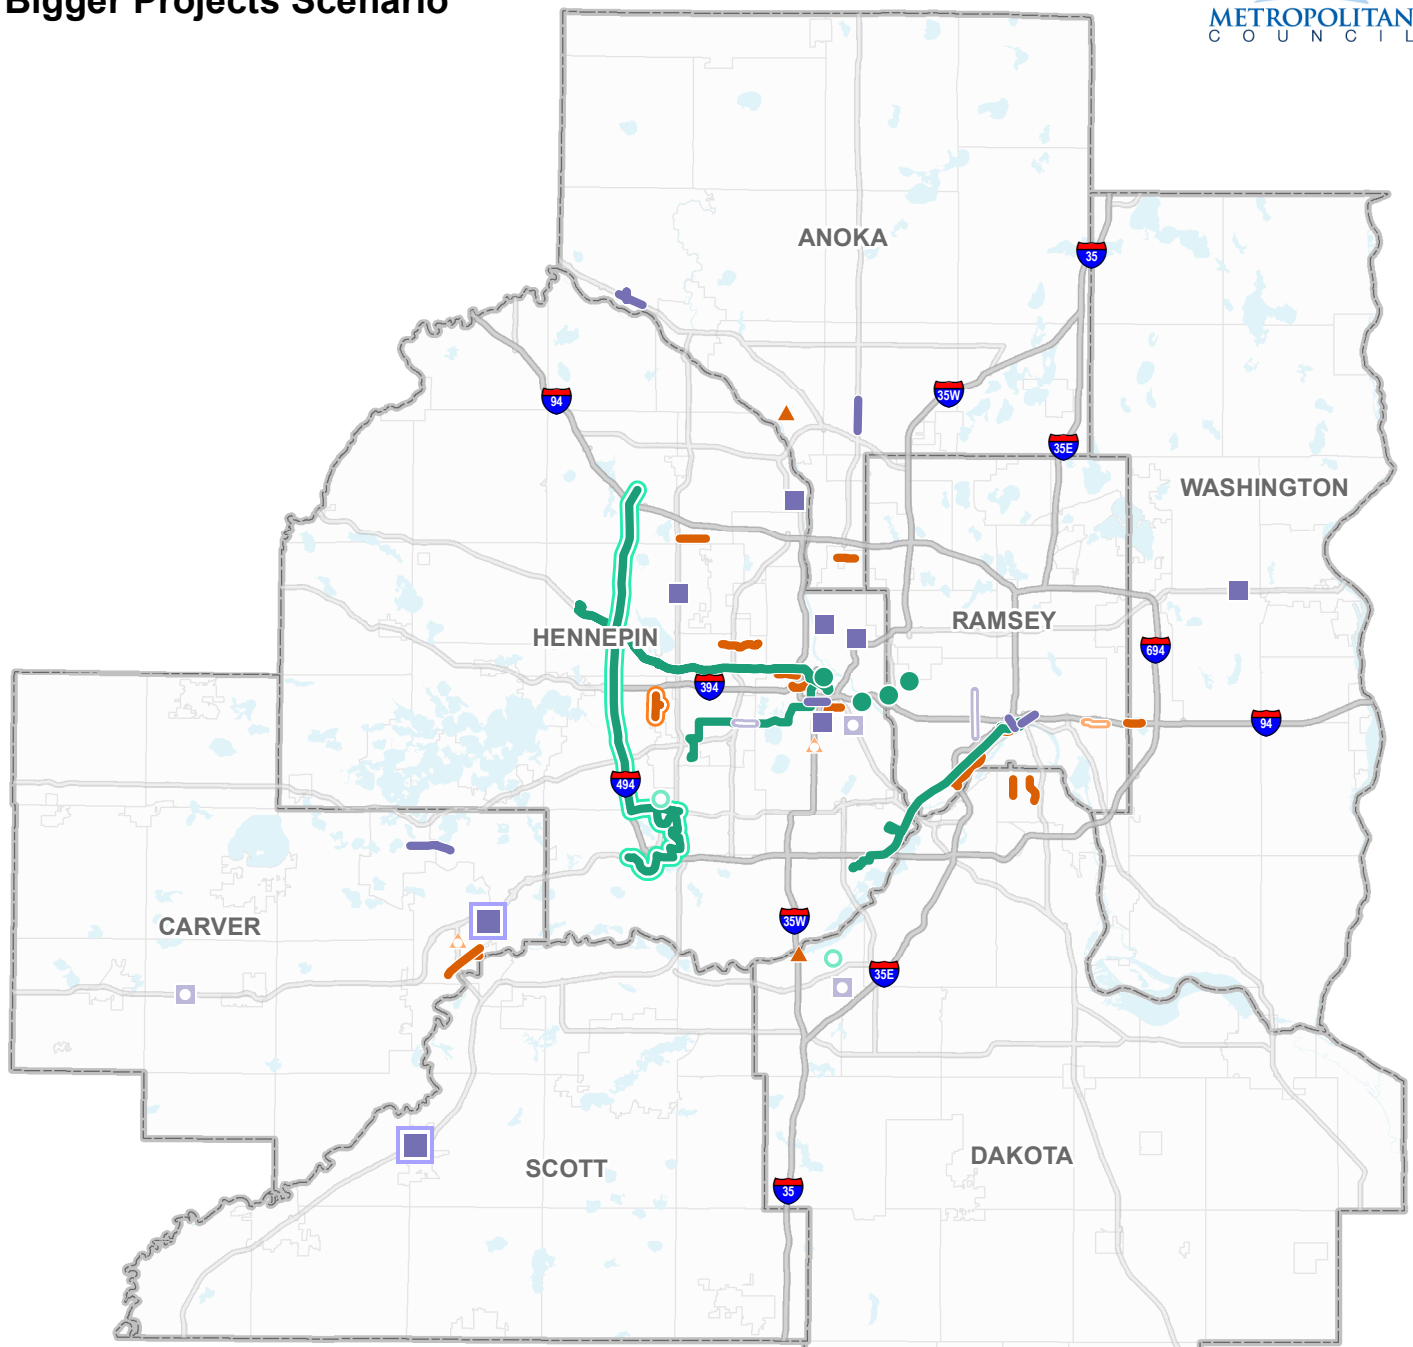 Bigger Projects Scenario
METROPOLITAN
COUNCIL
ANOKA
35
94
35W
35E
WASHINGTON
RAMSEY
HENNEPIN
694
394
94
494
CARVER
35W
35E
SCOTT
DAKOTA
35